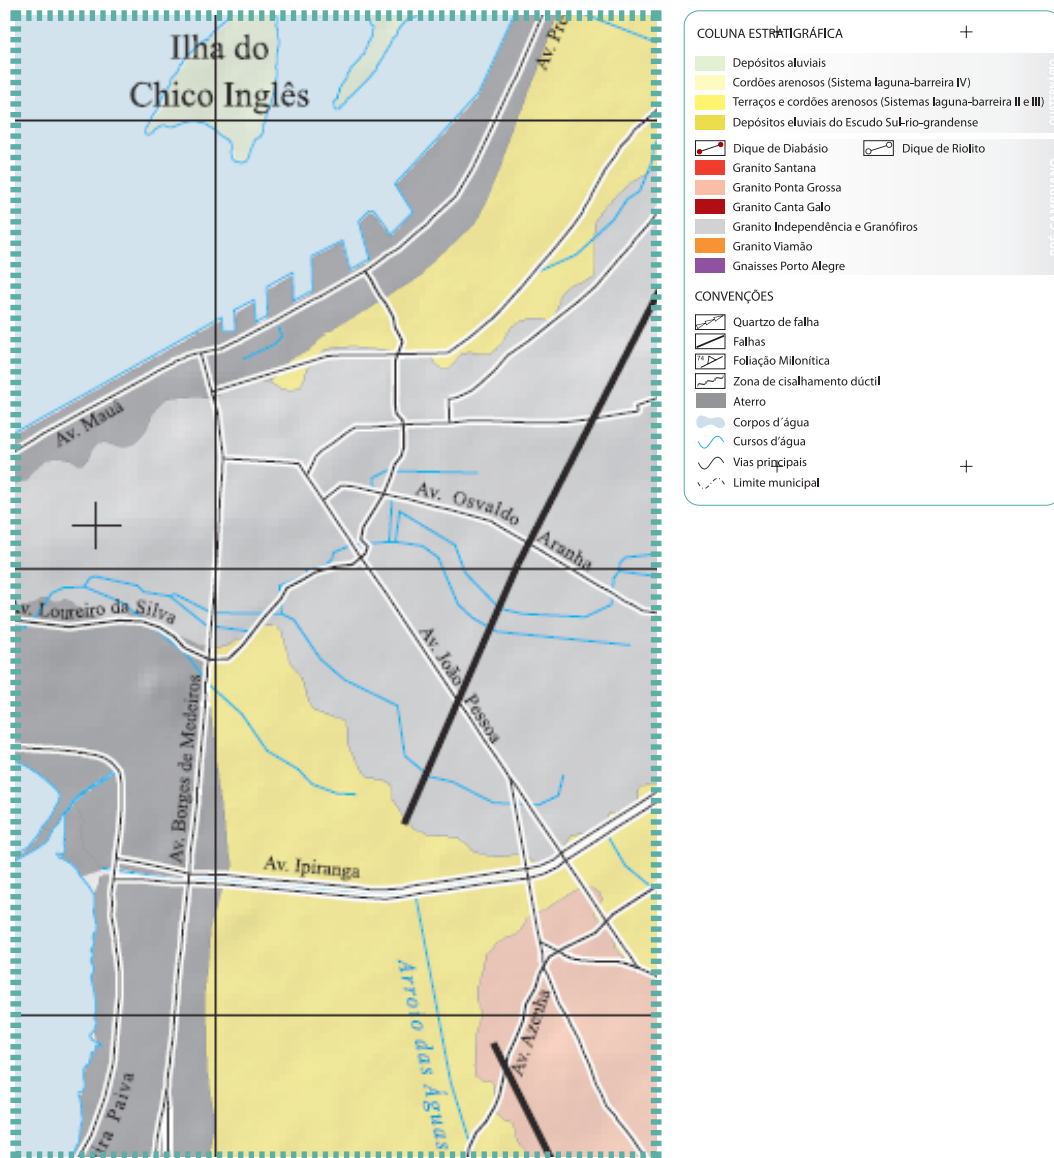 Ilha do
Chico Inglês
Av. Pre
Av. Mauá
Av. Osvaldo Aranha
v. Loureiro da Silva
Av. João Pessoa
Av. Borges de Medeiros
Av. Ipiranga
Arroio das Águas
Av. Azenha
ira Paiva
COLUNA ESTRATIGRÁFICA
Depósitos aluviais
Cordões arenosos (Sistema laguna-barreira IV)
Terraços e cordões arenosos (Sistemas laguna-barreira II e III)
Depósitos eluviais do Escudo Sul-rio-grandense
Dique de Diabásio
Dique de Riolito
Granito Santana
Granito Ponta Grossa
Granito Canta Galo
Granito Independência e Granófiros
Granito Viamão
Gnaisses Porto Alegre
CONVENÇÕES
Quartzo de falha
Falhas
Foliação Milonítica
Zona de cisalhamento dúctil
Aterro
Corpos d'água
Cursos d'água
Vias principais
Limite municipal